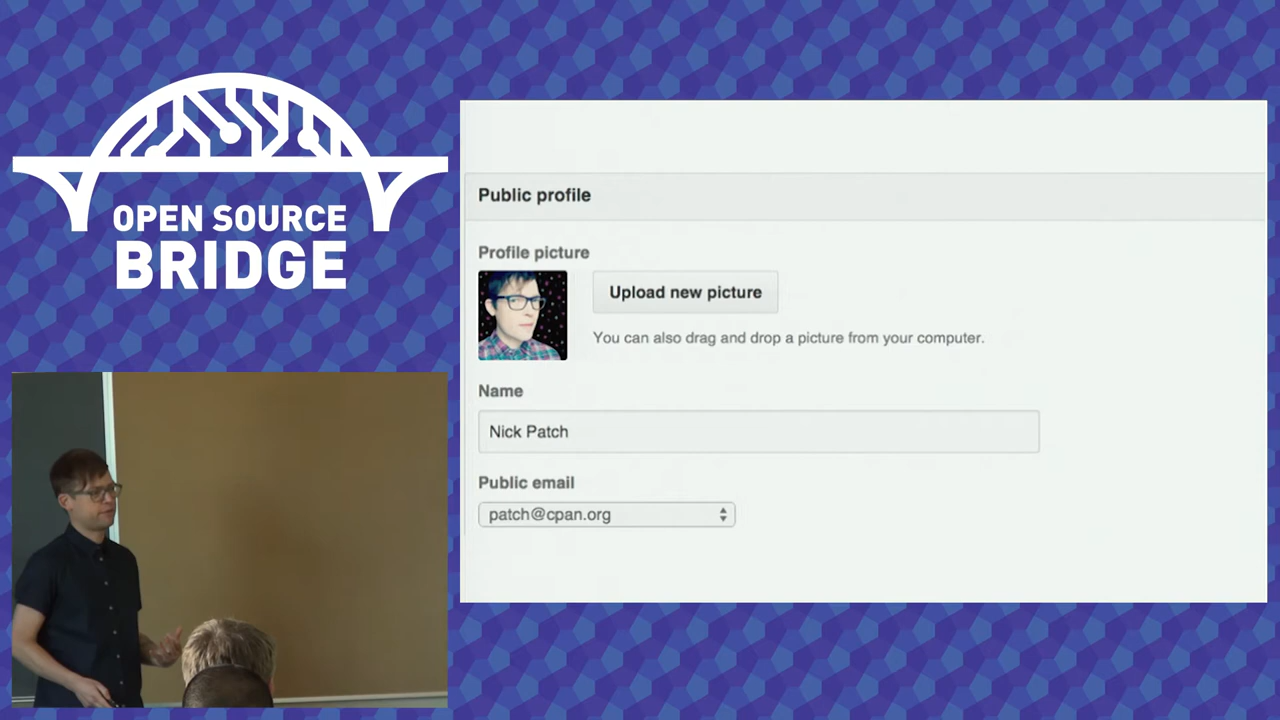 OPEN SOURCE
BRIDGE
Public profile
Profile picture
Upload new picture
You can also drag and drop a picture from your computer.
Name
Nick Patch
Public email
patch@cpan.org